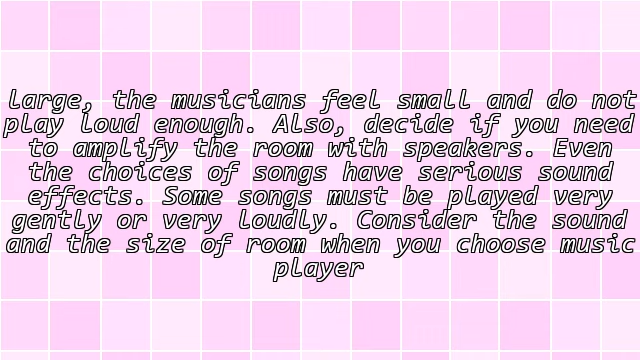 large, the musicians feel small and do not
play loud enough. Also, decide if you need
to amplify the room with speakers. Even
the choices of songs have serious sound
effects. Some songs must be played very
gently or very loudly. Consider the sound
and the size of room when you choose music
player